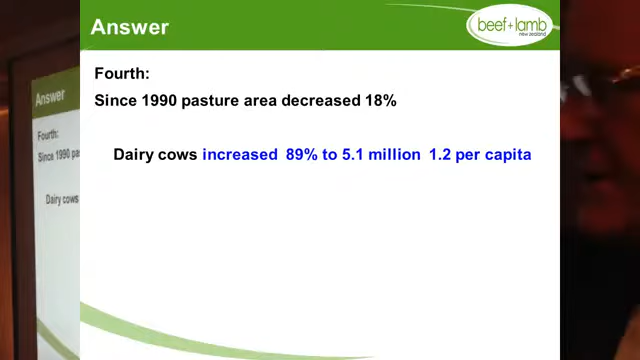 Answer
beef+lamb
new zealand
Fourth:
Since 1990 pasture area decreased 18%
Dairy cows increased 89% to 5.1 million 1.2 per capita
Answer
Fourth:
Since 1990 pas
Dairy cows